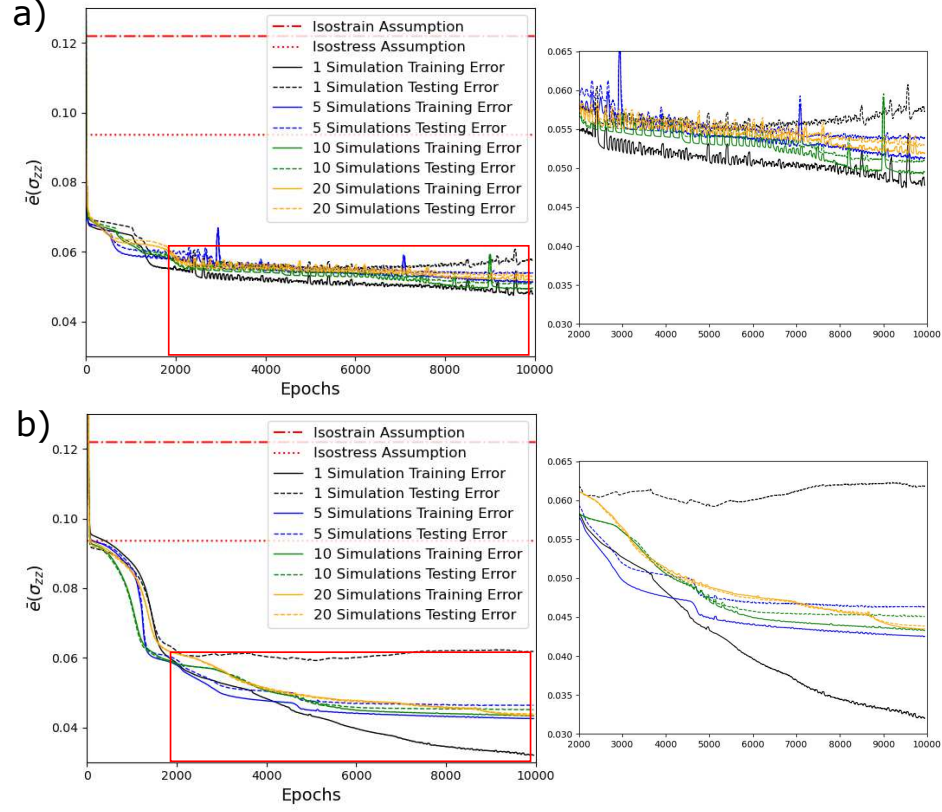 a)
0.12
0.10
0.08
0.06
0.04
ē(σzz)
0 2000 4000 6000 8000 10000
Epochs
Isostrain Assumption
Isostress Assumption
1 Simulation Training Error
1 Simulation Testing Error
5 Simulations Training Error
5 Simulations Testing Error
10 Simulations Training Error
10 Simulations Testing Error
20 Simulations Training Error
20 Simulations Testing Error
0.065
0.060
0.055
0.050
0.045
0.040
0.035
0.030
2000 3000 4000 5000 6000 7000 8000 9000 10000
b)
0.12
0.10
0.08
0.06
0.04
ē(σzz)
0 2000 4000 6000 8000 10000
Epochs
Isostrain Assumption
Isostress Assumption
1 Simulation Training Error
1 Simulation Testing Error
5 Simulations Training Error
5 Simulations Testing Error
10 Simulations Training Error
10 Simulations Testing Error
20 Simulations Training Error
20 Simulations Testing Error
0.065
0.060
0.055
0.050
0.045
0.040
0.035
0.030
2000 3000 4000 5000 6000 7000 8000 9000 10000